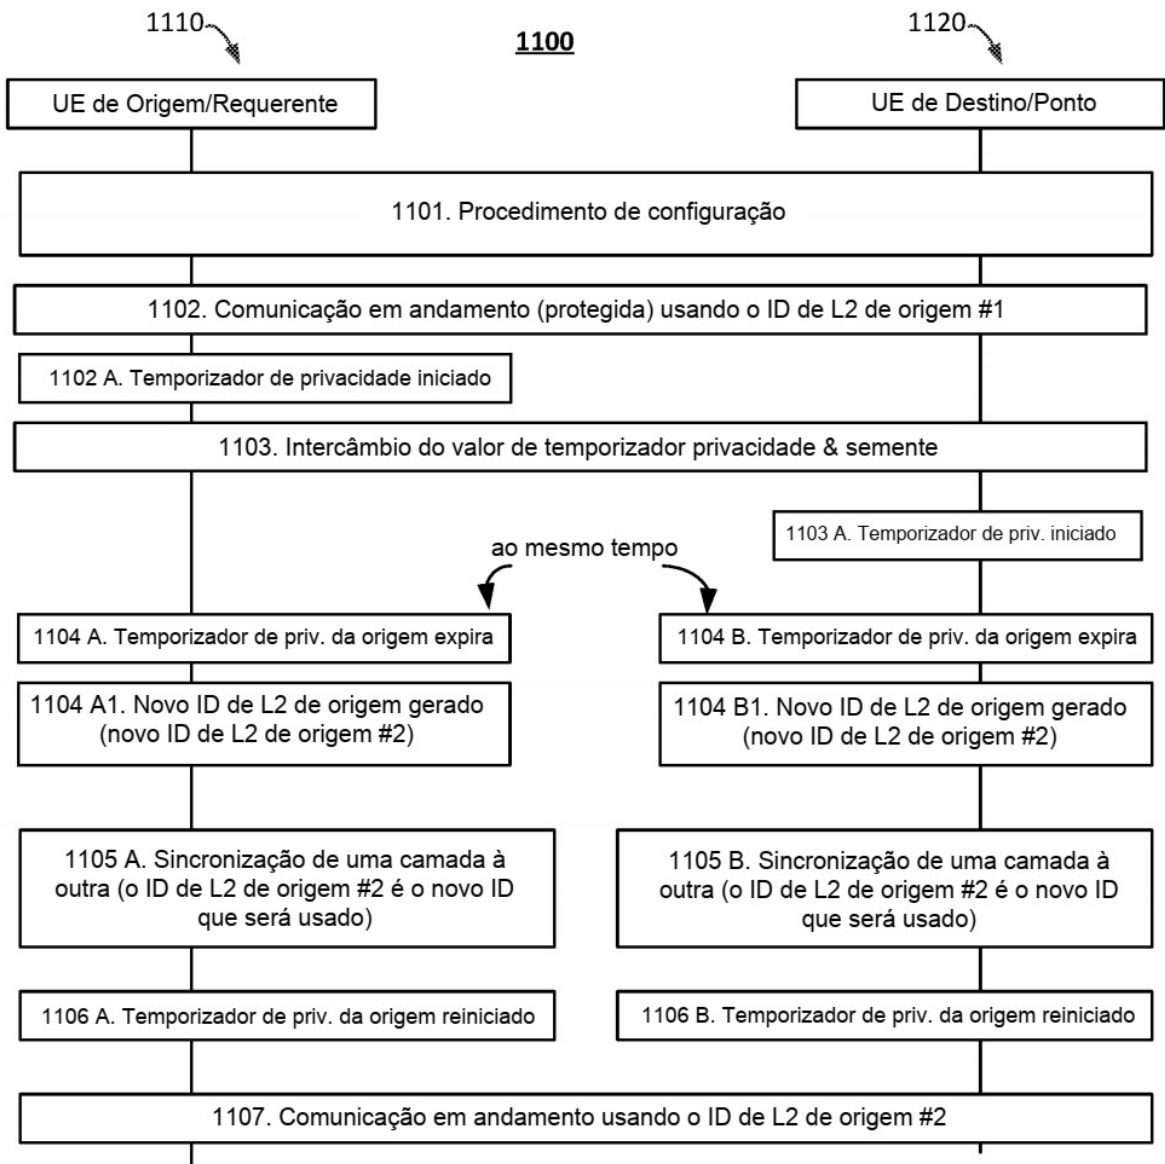 1110
1100
1120
UE de Origem/Requerente
UE de Destino/Ponto
1101. Procedimento de configuração
1102. Comunicação em andamento (protegida) usando o ID de L2 de origem #1
1102 A. Temporizador de privacidade iniciado
1103. Intercâmbio do valor de temporizador privacidade & semente
1103 A. Temporizador de priv. iniciado
ao mesmo tempo
1104 A. Temporizador de priv. da origem expira
1104 B. Temporizador de priv. da origem expira
1104 A1. Novo ID de L2 de origem gerado
(novo ID de L2 de origem #2)
1104 B1. Novo ID de L2 de origem gerado
(novo ID de L2 de origem #2)
1105 A. Sincronização de uma camada à
outra (o ID de L2 de origem #2 é o novo ID
que será usado)
1105 B. Sincronização de uma camada à
outra (o ID de L2 de origem #2 é o novo ID
que será usado)
1106 A. Temporizador de priv. da origem reiniciado
1106 B. Temporizador de priv. da origem reiniciado
1107. Comunicação em andamento usando o ID de L2 de origem #2